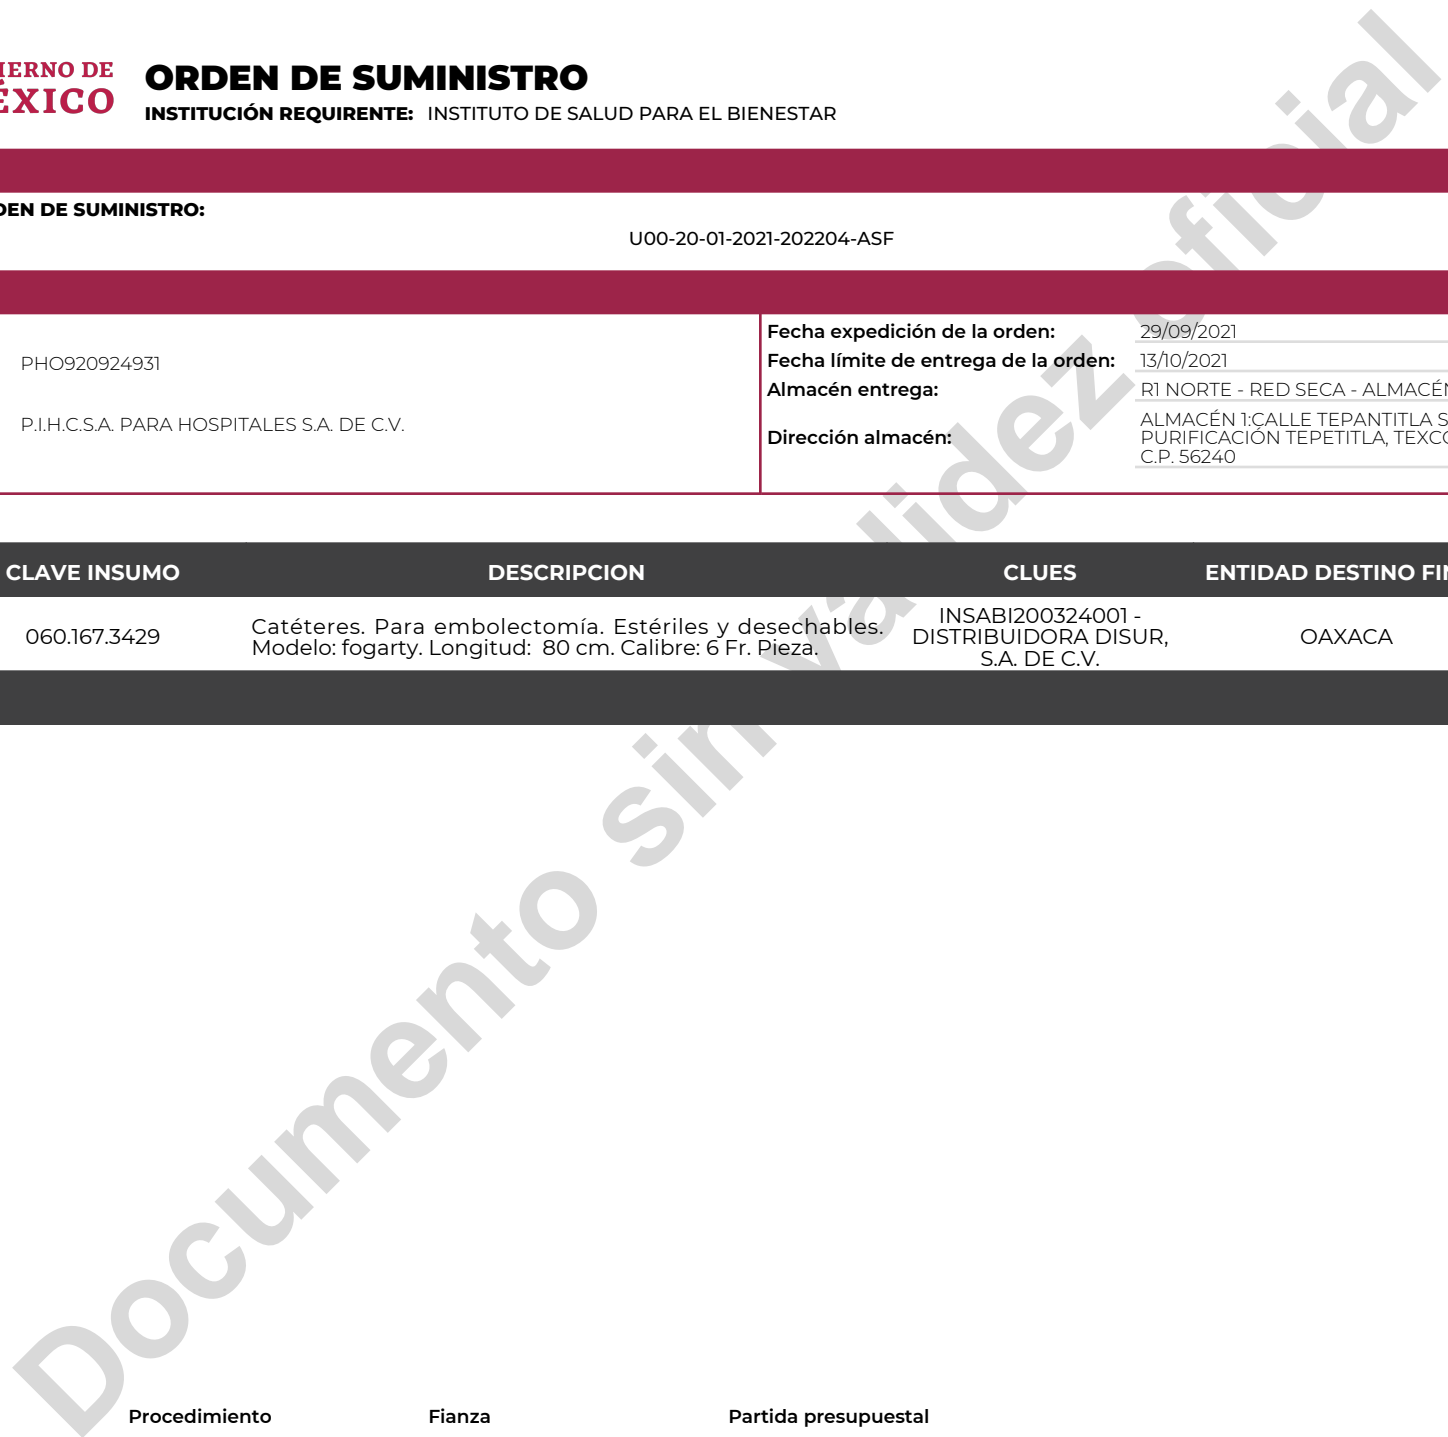 IERNO DE
ÉXICO
ORDEN DE SUMINISTRO
INSTITUCIÓN REQUIRENTE: INSTITUTO DE SALUD PARA EL BIENESTAR
DEN DE SUMINISTRO:
U00-20-01-2021-202204-ASF
PHO920924931
P.I.H.C.S.A. PARA HOSPITALES S.A. DE C.V.
Fecha expedición de la orden: 29/09/2021
Fecha límite de entrega de la orden: 13/10/2021
Almacén entrega: R1 NORTE - RED SECA - ALMACÉN
Dirección almacén:
ALMACÉN 1:CALLE TEPANTITLA S
PURIFICACIÓN TEPETITLA, TEXCO
C.P. 56240
CLAVE INSUMO DESCRIPCION CLUES ENTIDAD DESTINO FIN
060.167.3429
Catéteres. Para embolectomía. Estériles y desechables.
Modelo: fogarty. Longitud: 80 cm. Calibre: 6 Fr. Pieza.
INSABI200324001 -
DISTRIBUIDORA DISUR,
S.A. DE C.V.
OAXACA
Documento sin validez oficial
Procedimiento Fianza Partida presupuestal